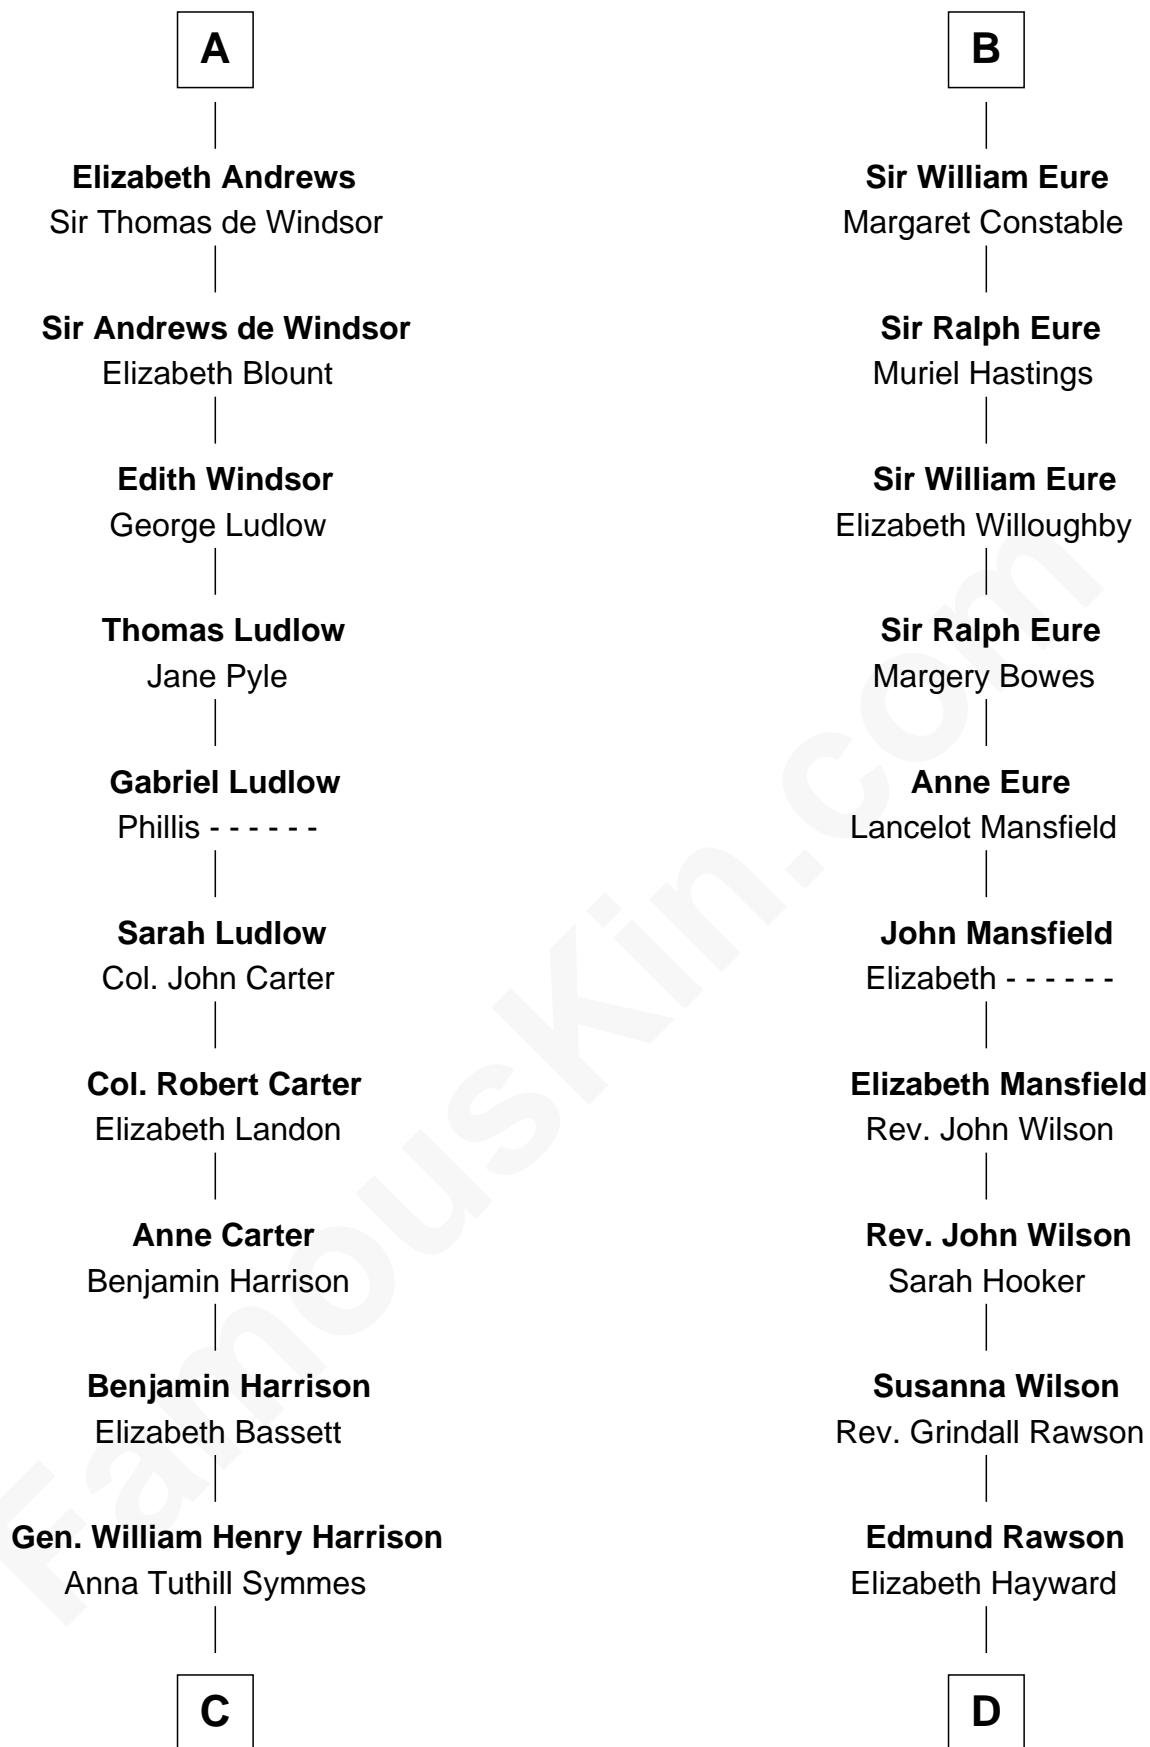 A
Elizabeth Andrews
Sir Thomas de Windsor
Sir Andrews de Windsor
Elizabeth Blount
Edith Windsor
George Ludlow
Thomas Ludlow
Jane Pyle
Gabriel Ludlow
Phillis - - - - - -
Sarah Ludlow
Col. John Carter
Col. Robert Carter
Elizabeth Landon
Anne Carter
Benjamin Harrison
Benjamin Harrison
Elizabeth Bassett
Gen. William Henry Harrison
Anna Tuthill Symmes
C
B
Sir William Eure
Margaret Constable
Sir Ralph Eure
Muriel Hastings
Sir William Eure
Elizabeth Willoughby
Sir Ralph Eure
Margery Bowes
Anne Eure
Lancelot Mansfield
John Mansfield
Elizabeth - - - - - -
Elizabeth Mansfield
Rev. John Wilson
Rev. John Wilson
Sarah Hooker
Susanna Wilson
Rev. Grindall Rawson
Edmund Rawson
Elizabeth Hayward
D
FamousKin.com